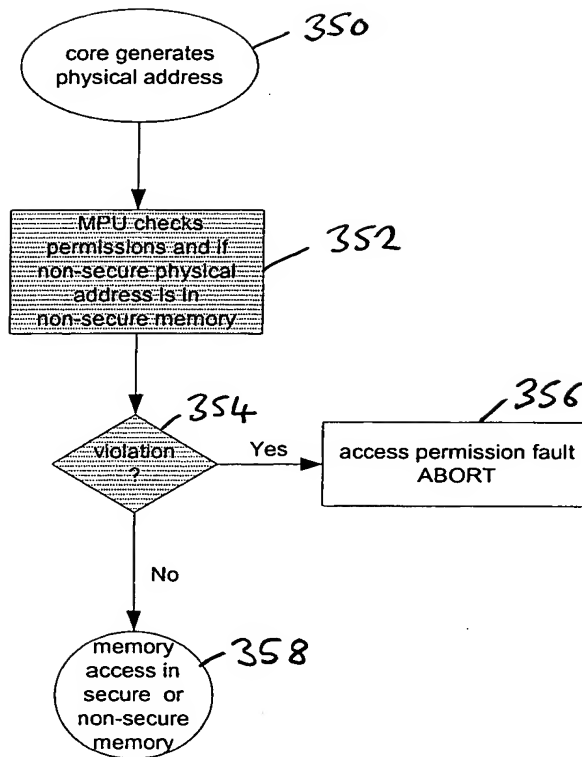 core generates
physical address
350
MPU checks
permissions and if
non-secure physical
address is in
non-secure memory
352
violation
?
354
Yes
access permission fault
ABORT
356
No
memory
access in
secure or
non-secure
memory
358